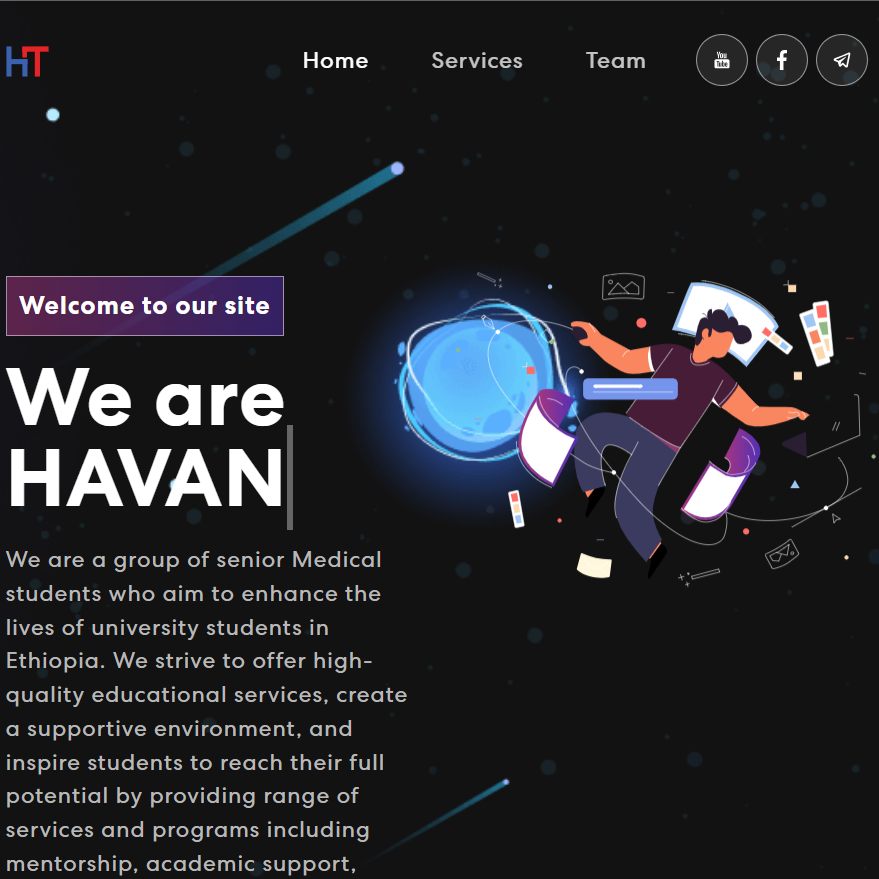 HT
Home Services Team
You
Tube
Welcome to our site
We are
HAVAN
We are a group of senior Medical
students who aim to enhance the
lives of university students in
Ethiopia. We strive to offer high-
quality educational services, create
a supportive environment, and
inspire students to reach their full
potential by providing range of
services and programs including
mentorship, academic support,